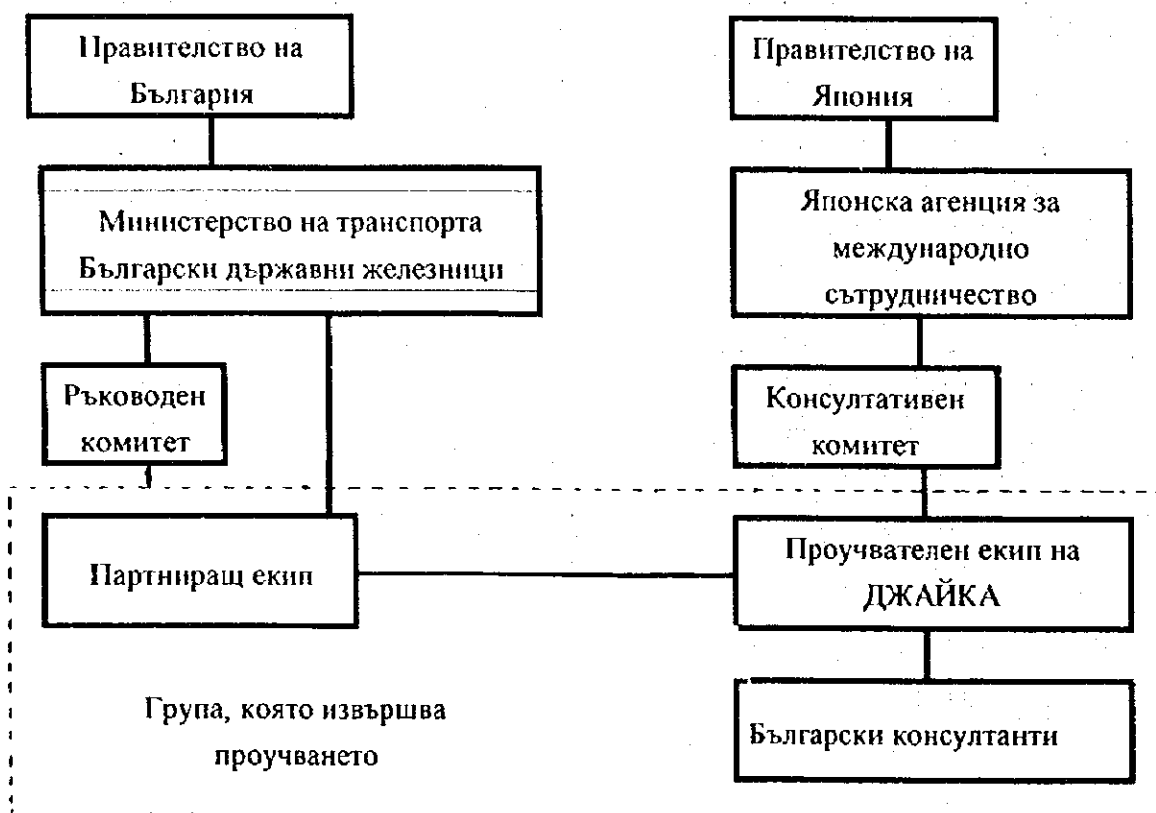 Правителство на
България
Правителство на
Япония
Министерство на транспорта
Български държавни железници
Японска агенция за
международно
сътрудничество
Ръководен
комитет
Консултативен
комитет
Партниращ екип
Проучвателен екип на
ДЖАЙКА
Група, която извършва
проучването
Български консултанти